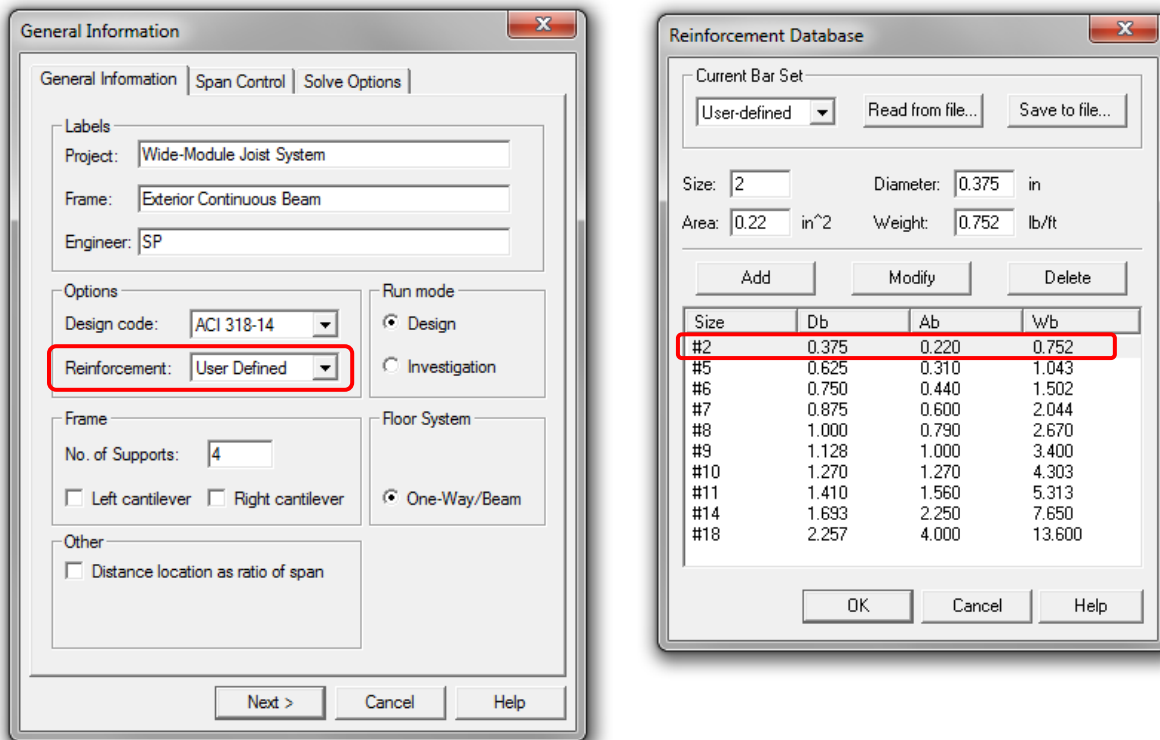 General Information
General Information Span Control Solve Options
Labels
Project: Wide-Module Joist System
Frame: Exterior Continuous Beam
Engineer: SP
Options
Design code: ACI 318-14
Reinforcement: User Defined
Run mode
Design
Investigation
Frame
No. of Supports: 4
Left cantilever Right cantilever
Floor System
One-Way/Beam
Other
Distance location as ratio of span
Next > Cancel Help
Reinforcement Database
Current Bar Set
User-defined Read from file... Save to file...
Size: 2 Diameter: 0.375 in
Area: 0.22 in^2 Weight: 0.752 lb/ft
Add Modify Delete
Size Db Ab Wb
#2 0.375 0.220 0.752
#5 0.625 0.310 1.043
#6 0.750 0.440 1.502
#7 0.875 0.600 2.044
#8 1.000 0.790 2.670
#9 1.128 1.000 3.400
#10 1.270 1.270 4.303
#11 1.410 1.560 5.313
#14 1.693 2.250 7.650
#18 2.257 4.000 13.600
OK Cancel Help